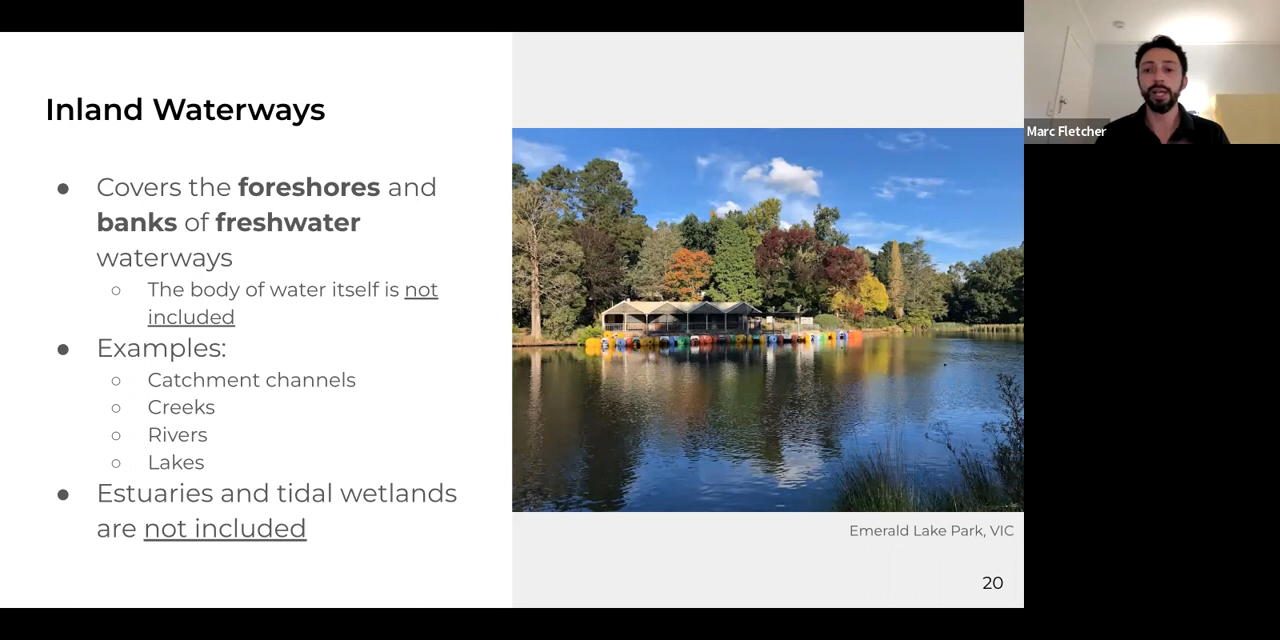 Inland Waterways
● Covers the foreshores and
banks of freshwater
waterways
○ The body of water itself is not
included
● Examples:
○ Catchment channels
○ Creeks
○ Rivers
○ Lakes
● Estuaries and tidal wetlands
are not included
Emerald Lake Park, VIC
20
Marc Fletcher